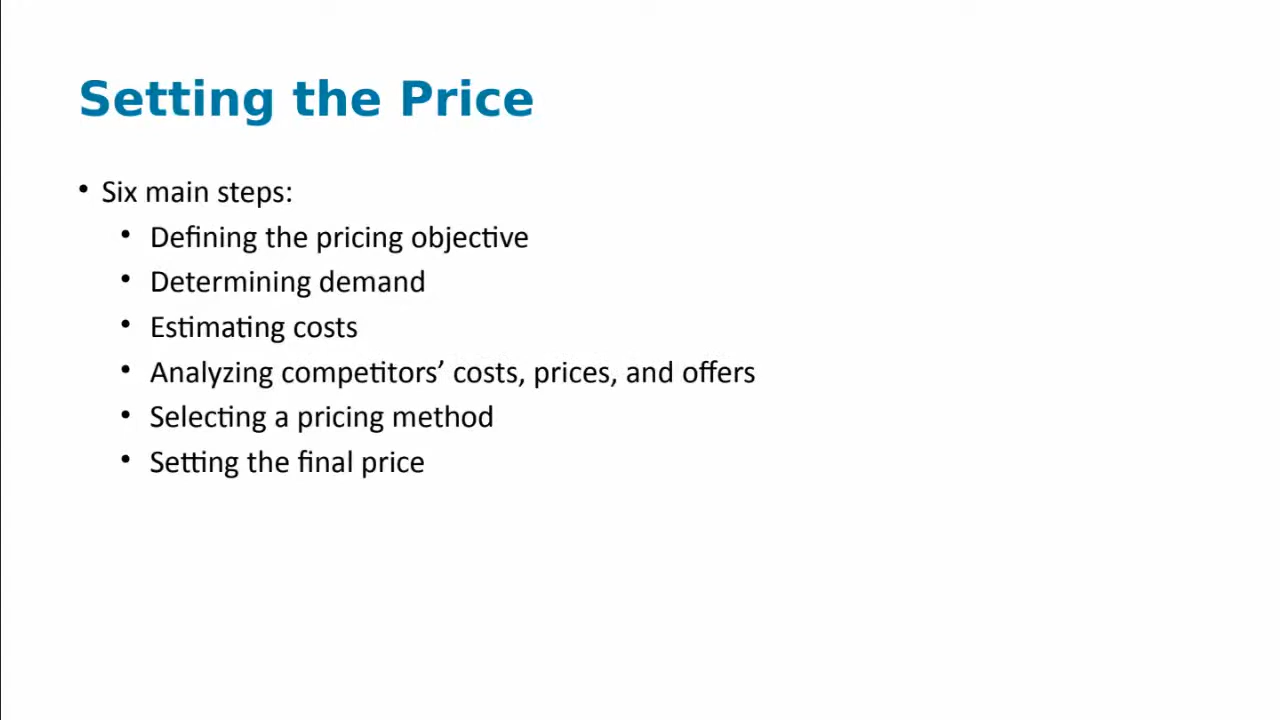 Setting the Price
• Six main steps:
• Defining the pricing objective
• Determining demand
• Estimating costs
• Analyzing competitors’ costs, prices, and offers
• Selecting a pricing method
• Setting the final price